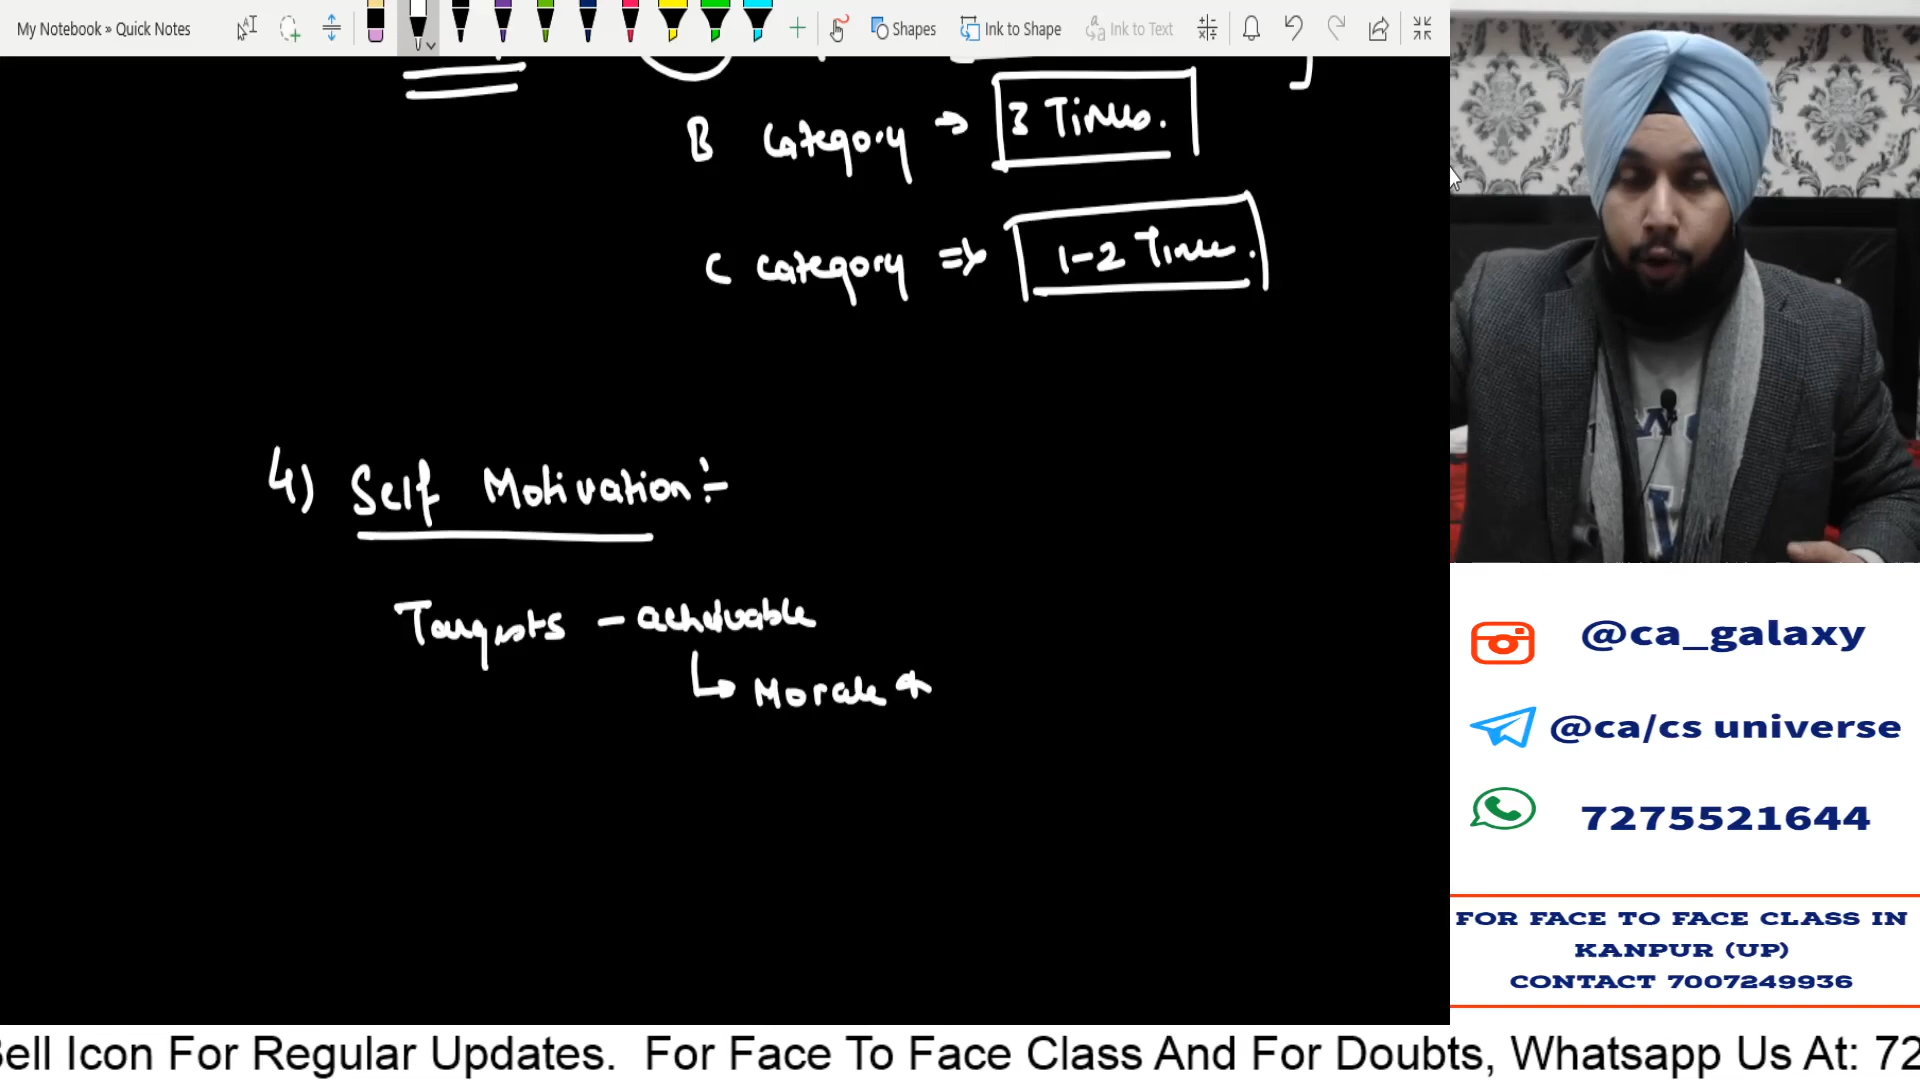 My Notebook » Quick Notes
Shapes
Ink to Shape
Ink to Text
B Category → 3 Times.
C Category ⇒ 1-2 Times.
4) Self Motivation:-
Targets - achievable
↳ Morale ↑
@ca_galaxy
@ca/cs universe
7275521644
FOR FACE TO FACE CLASS IN
KANPUR (UP)
CONTACT 7007249936
Bell Icon For Regular Updates. For Face To Face Class And For Doubts, Whatsapp Us At: 72